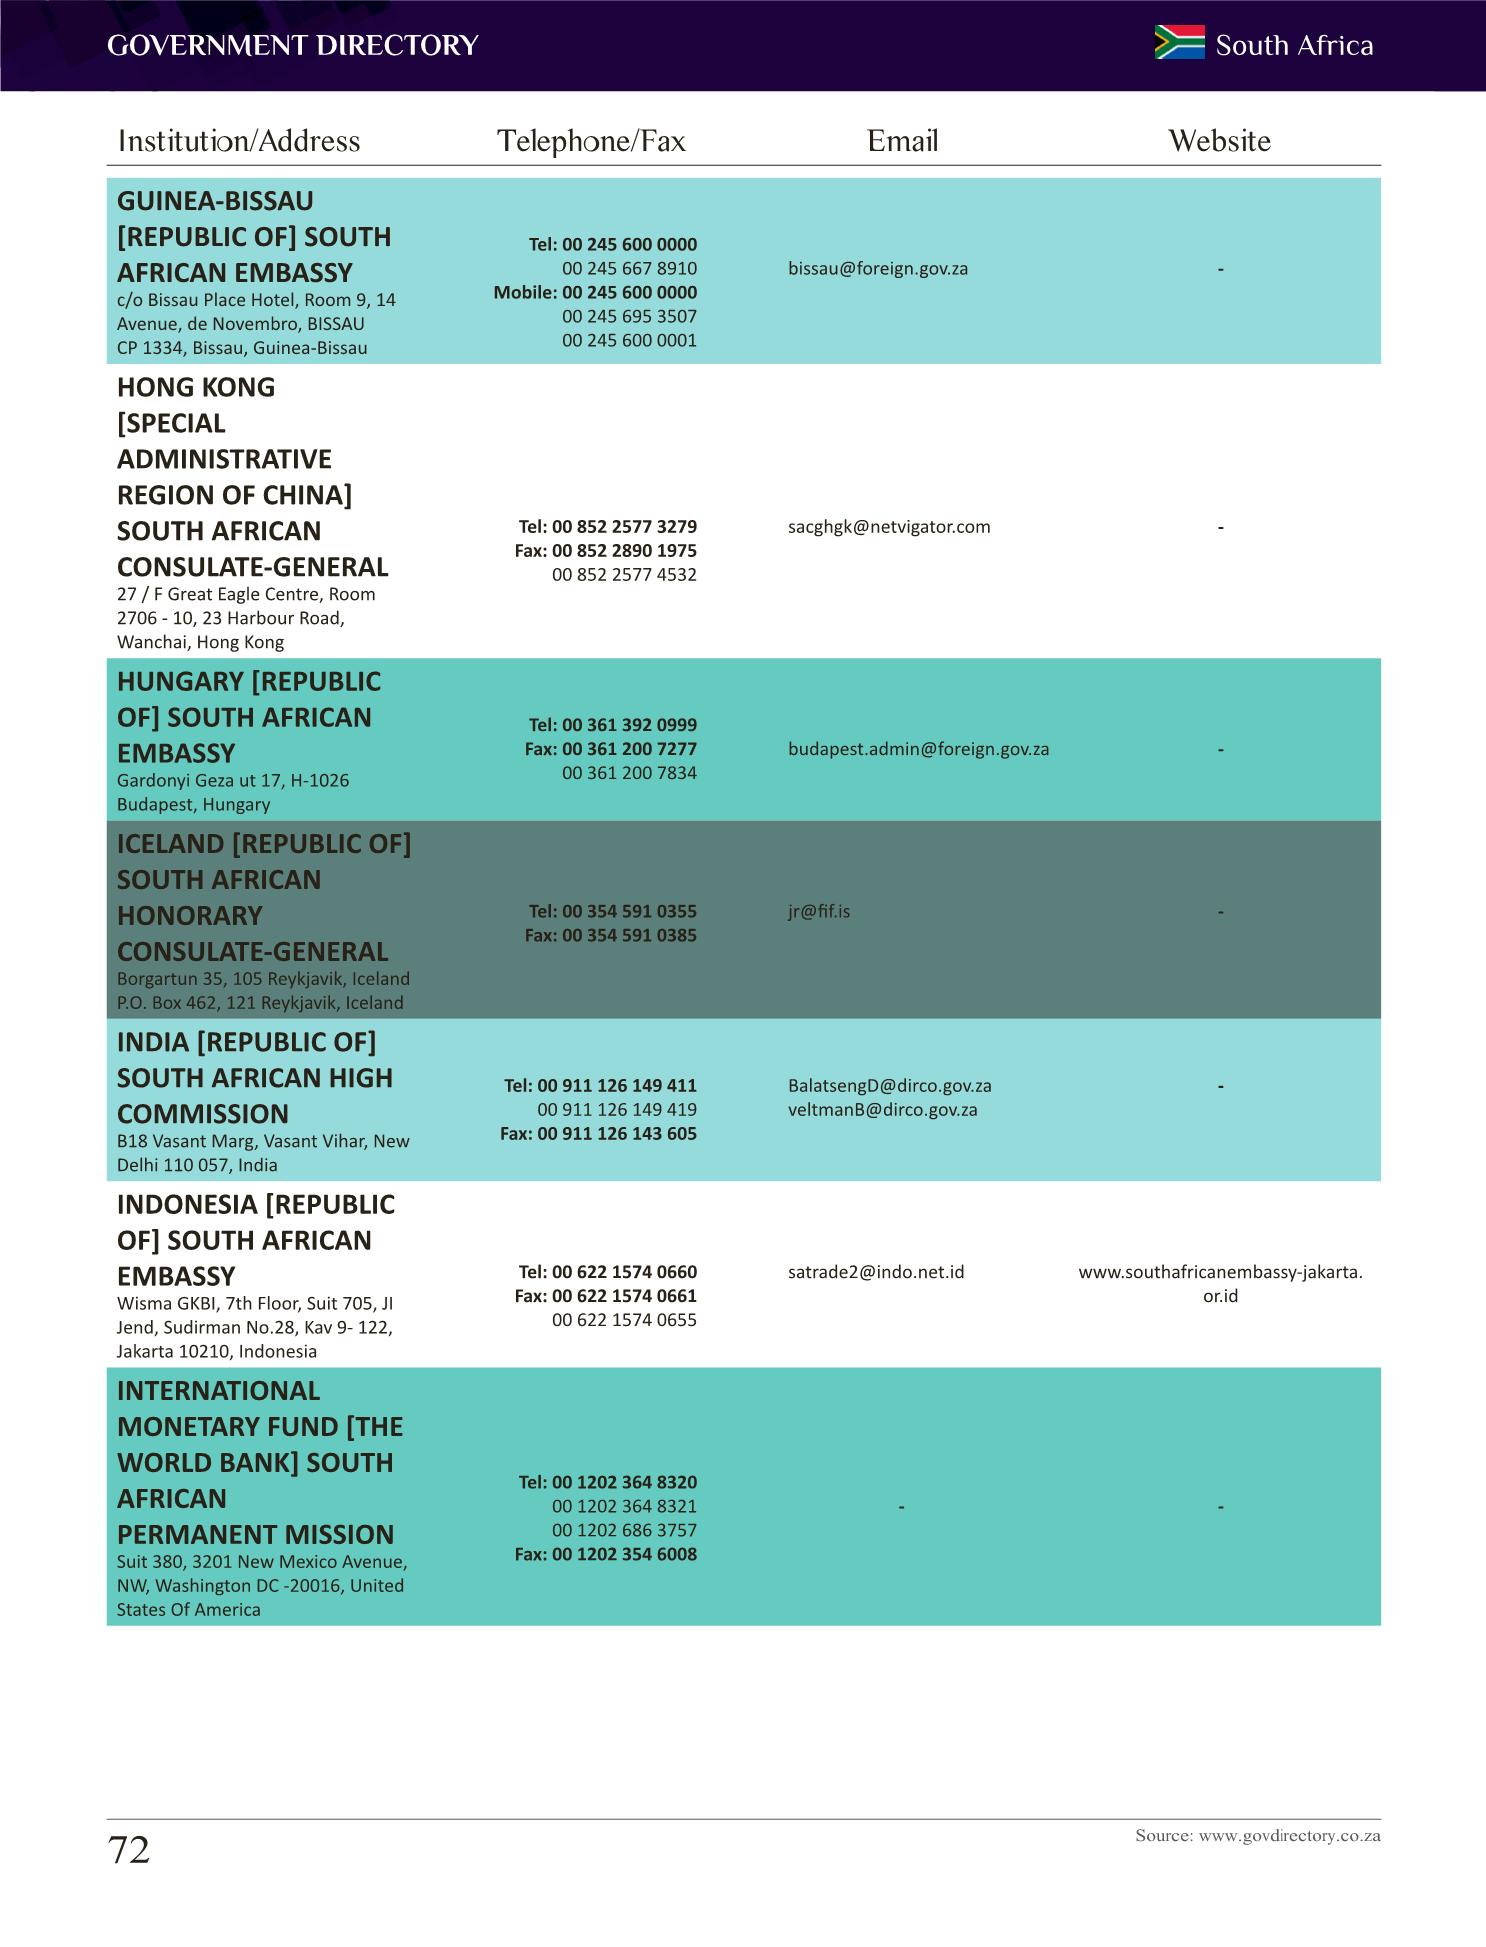 GOVERNMENT DIRECTORY
South Africa
Institution/Address Telephone/Fax Email Website
GUINEA-BISSAU
[REPUBLIC OF] SOUTH
AFRICAN EMBASSY
c/o Bissau Place Hotel, Room 9, 14
Avenue, de Novembro, BISSAU
CP 1334, Bissau, Guinea-Bissau
Tel: 00 245 600 0000
00 245 667 8910
Mobile: 00 245 600 0000
00 245 695 3507
00 245 600 0001
bissau@foreign.gov.za
-
HONG KONG
[SPECIAL
ADMINISTRATIVE
REGION OF CHINA]
SOUTH AFRICAN
CONSULATE-GENERAL
27 / F Great Eagle Centre, Room
2706 - 10, 23 Harbour Road,
Wanchai, Hong Kong
Tel: 00 852 2577 3279
Fax: 00 852 2890 1975
00 852 2577 4532
sacghgk@netvigator.com
-
HUNGARY [REPUBLIC
OF] SOUTH AFRICAN
EMBASSY
Gardonyi Geza ut 17, H-1026
Budapest, Hungary
Tel: 00 361 392 0999
Fax: 00 361 200 7277
00 361 200 7834
budapest.admin@foreign.gov.za
-
ICELAND [REPUBLIC OF]
SOUTH AFRICAN
HONORARY
CONSULATE-GENERAL
Borgartun 35, 105 Reykjavik, Iceland
P.O. Box 462, 121 Reykjavik, Iceland
Tel: 00 354 591 0355
Fax: 00 354 591 0385
jr@fif.is
-
INDIA [REPUBLIC OF]
SOUTH AFRICAN HIGH
COMMISSION
B18 Vasant Marg, Vasant Vihar, New
Delhi 110 057, India
Tel: 00 911 126 149 411
00 911 126 149 419
Fax: 00 911 126 143 605
BalatsengD@dirco.gov.za
veltmanB@dirco.gov.za
-
INDONESIA [REPUBLIC
OF] SOUTH AFRICAN
EMBASSY
Wisma GKBI, 7th Floor, Suit 705, JI
Jend, Sudirman No.28, Kav 9- 122,
Jakarta 10210, Indonesia
Tel: 00 622 1574 0660
Fax: 00 622 1574 0661
00 622 1574 0655
satrade2@indo.net.id
www.southafricanembassy-jakarta.
or.id
INTERNATIONAL
MONETARY FUND [THE
WORLD BANK] SOUTH
AFRICAN
PERMANENT MISSION
Suit 380, 3201 New Mexico Avenue,
NW, Washington DC -20016, United
States Of America
Tel: 00 1202 364 8320
00 1202 364 8321
00 1202 686 3757
Fax: 00 1202 354 6008
-
-
72
Source: www.govdirectory.co.za